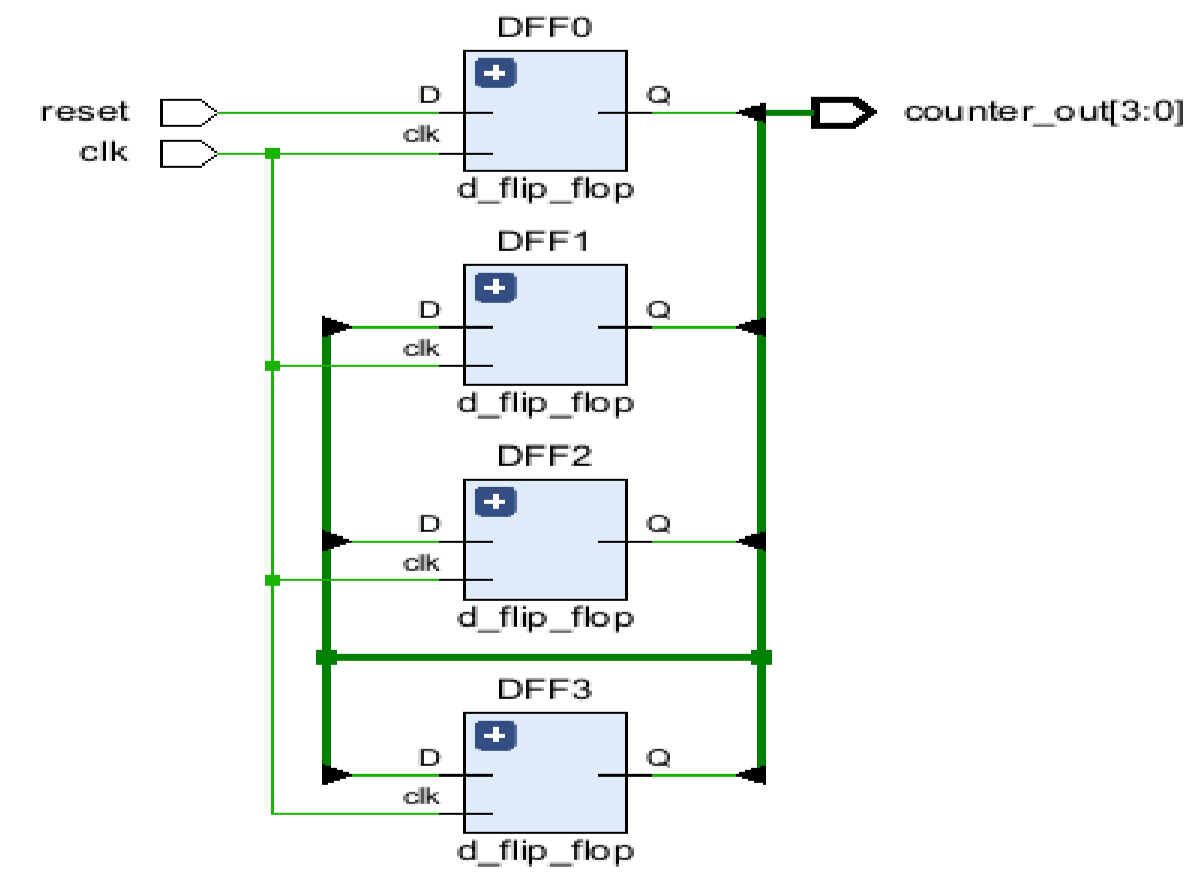 DFF0
reset
clk
D
clk
Q
counter_out[3:0]
d_flip_flop
DFF1
D
clk
Q
d_flip_flop
DFF2
D
clk
Q
d_flip_flop
DFF3
D
clk
Q
d_flip_flop